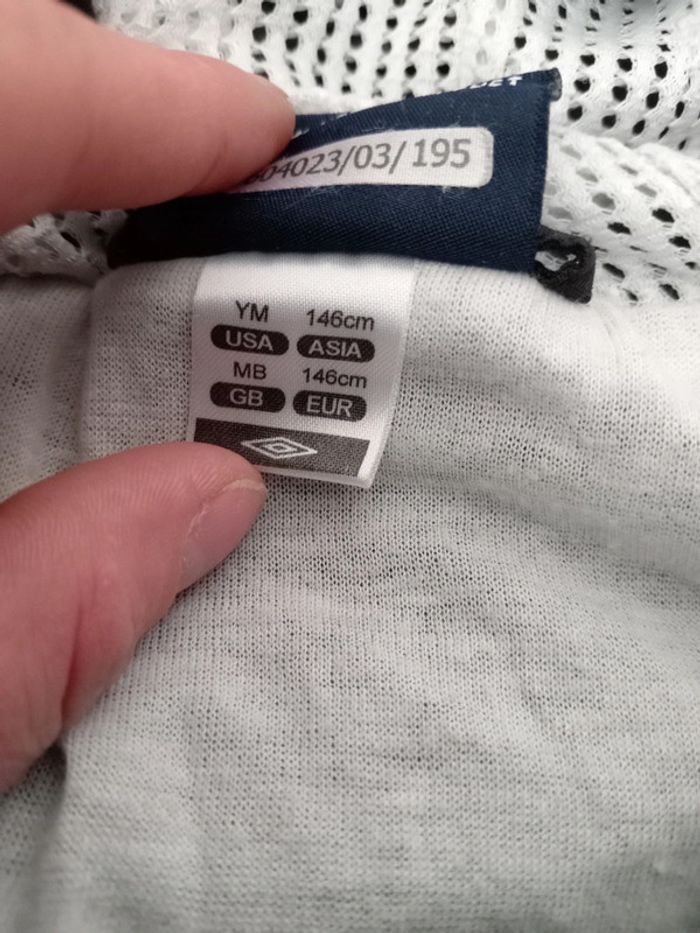 04023/03/195
YM 146cm
USA ASIA
MB 146cm
GB EUR